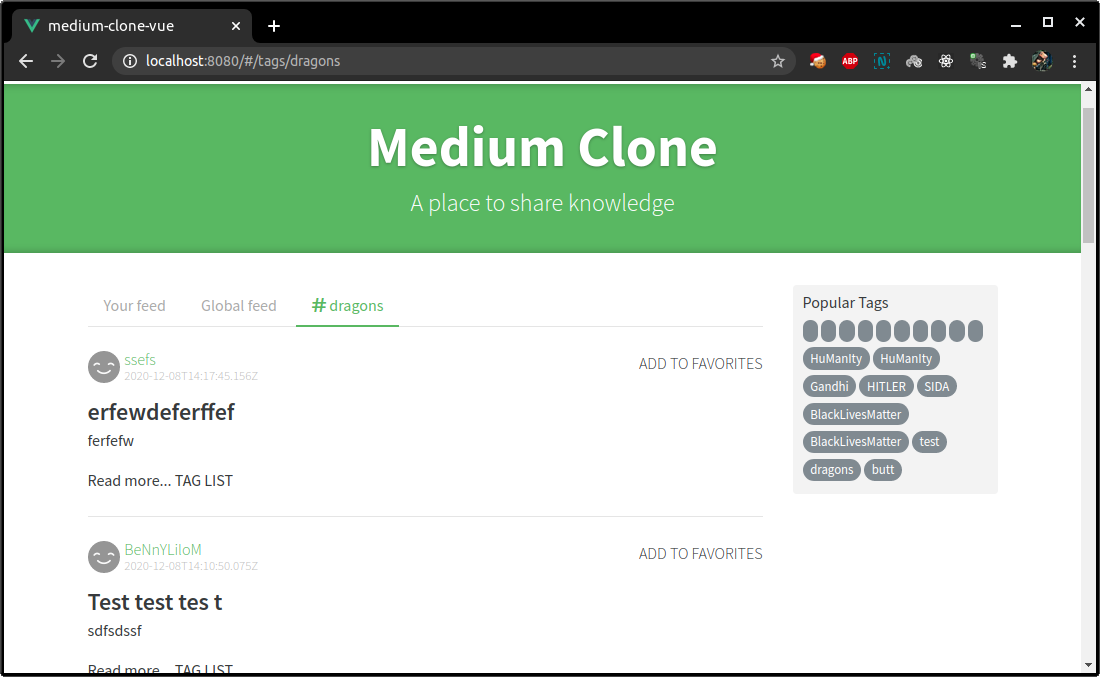 medium-clone-vue
localhost:8080/#/tags/dragons
ABP
N
S
Medium Clone
A place to share knowledge
Your feed Global feed # dragons
Popular Tags
HuManIty HuManIty
Gandhi HITLER SIDA
BlackLivesMatter
BlackLivesMatter test
dragons butt
ssefs
2020-12-08T14:17:45.156Z
ADD TO FAVORITES
erfewdeferffef
ferfefw
Read more... TAG LIST
BeNnYLiloM
2020-12-08T14:10:50.075Z
ADD TO FAVORITES
Test test tes t
sdfsdssf
Read more... TAG LIST